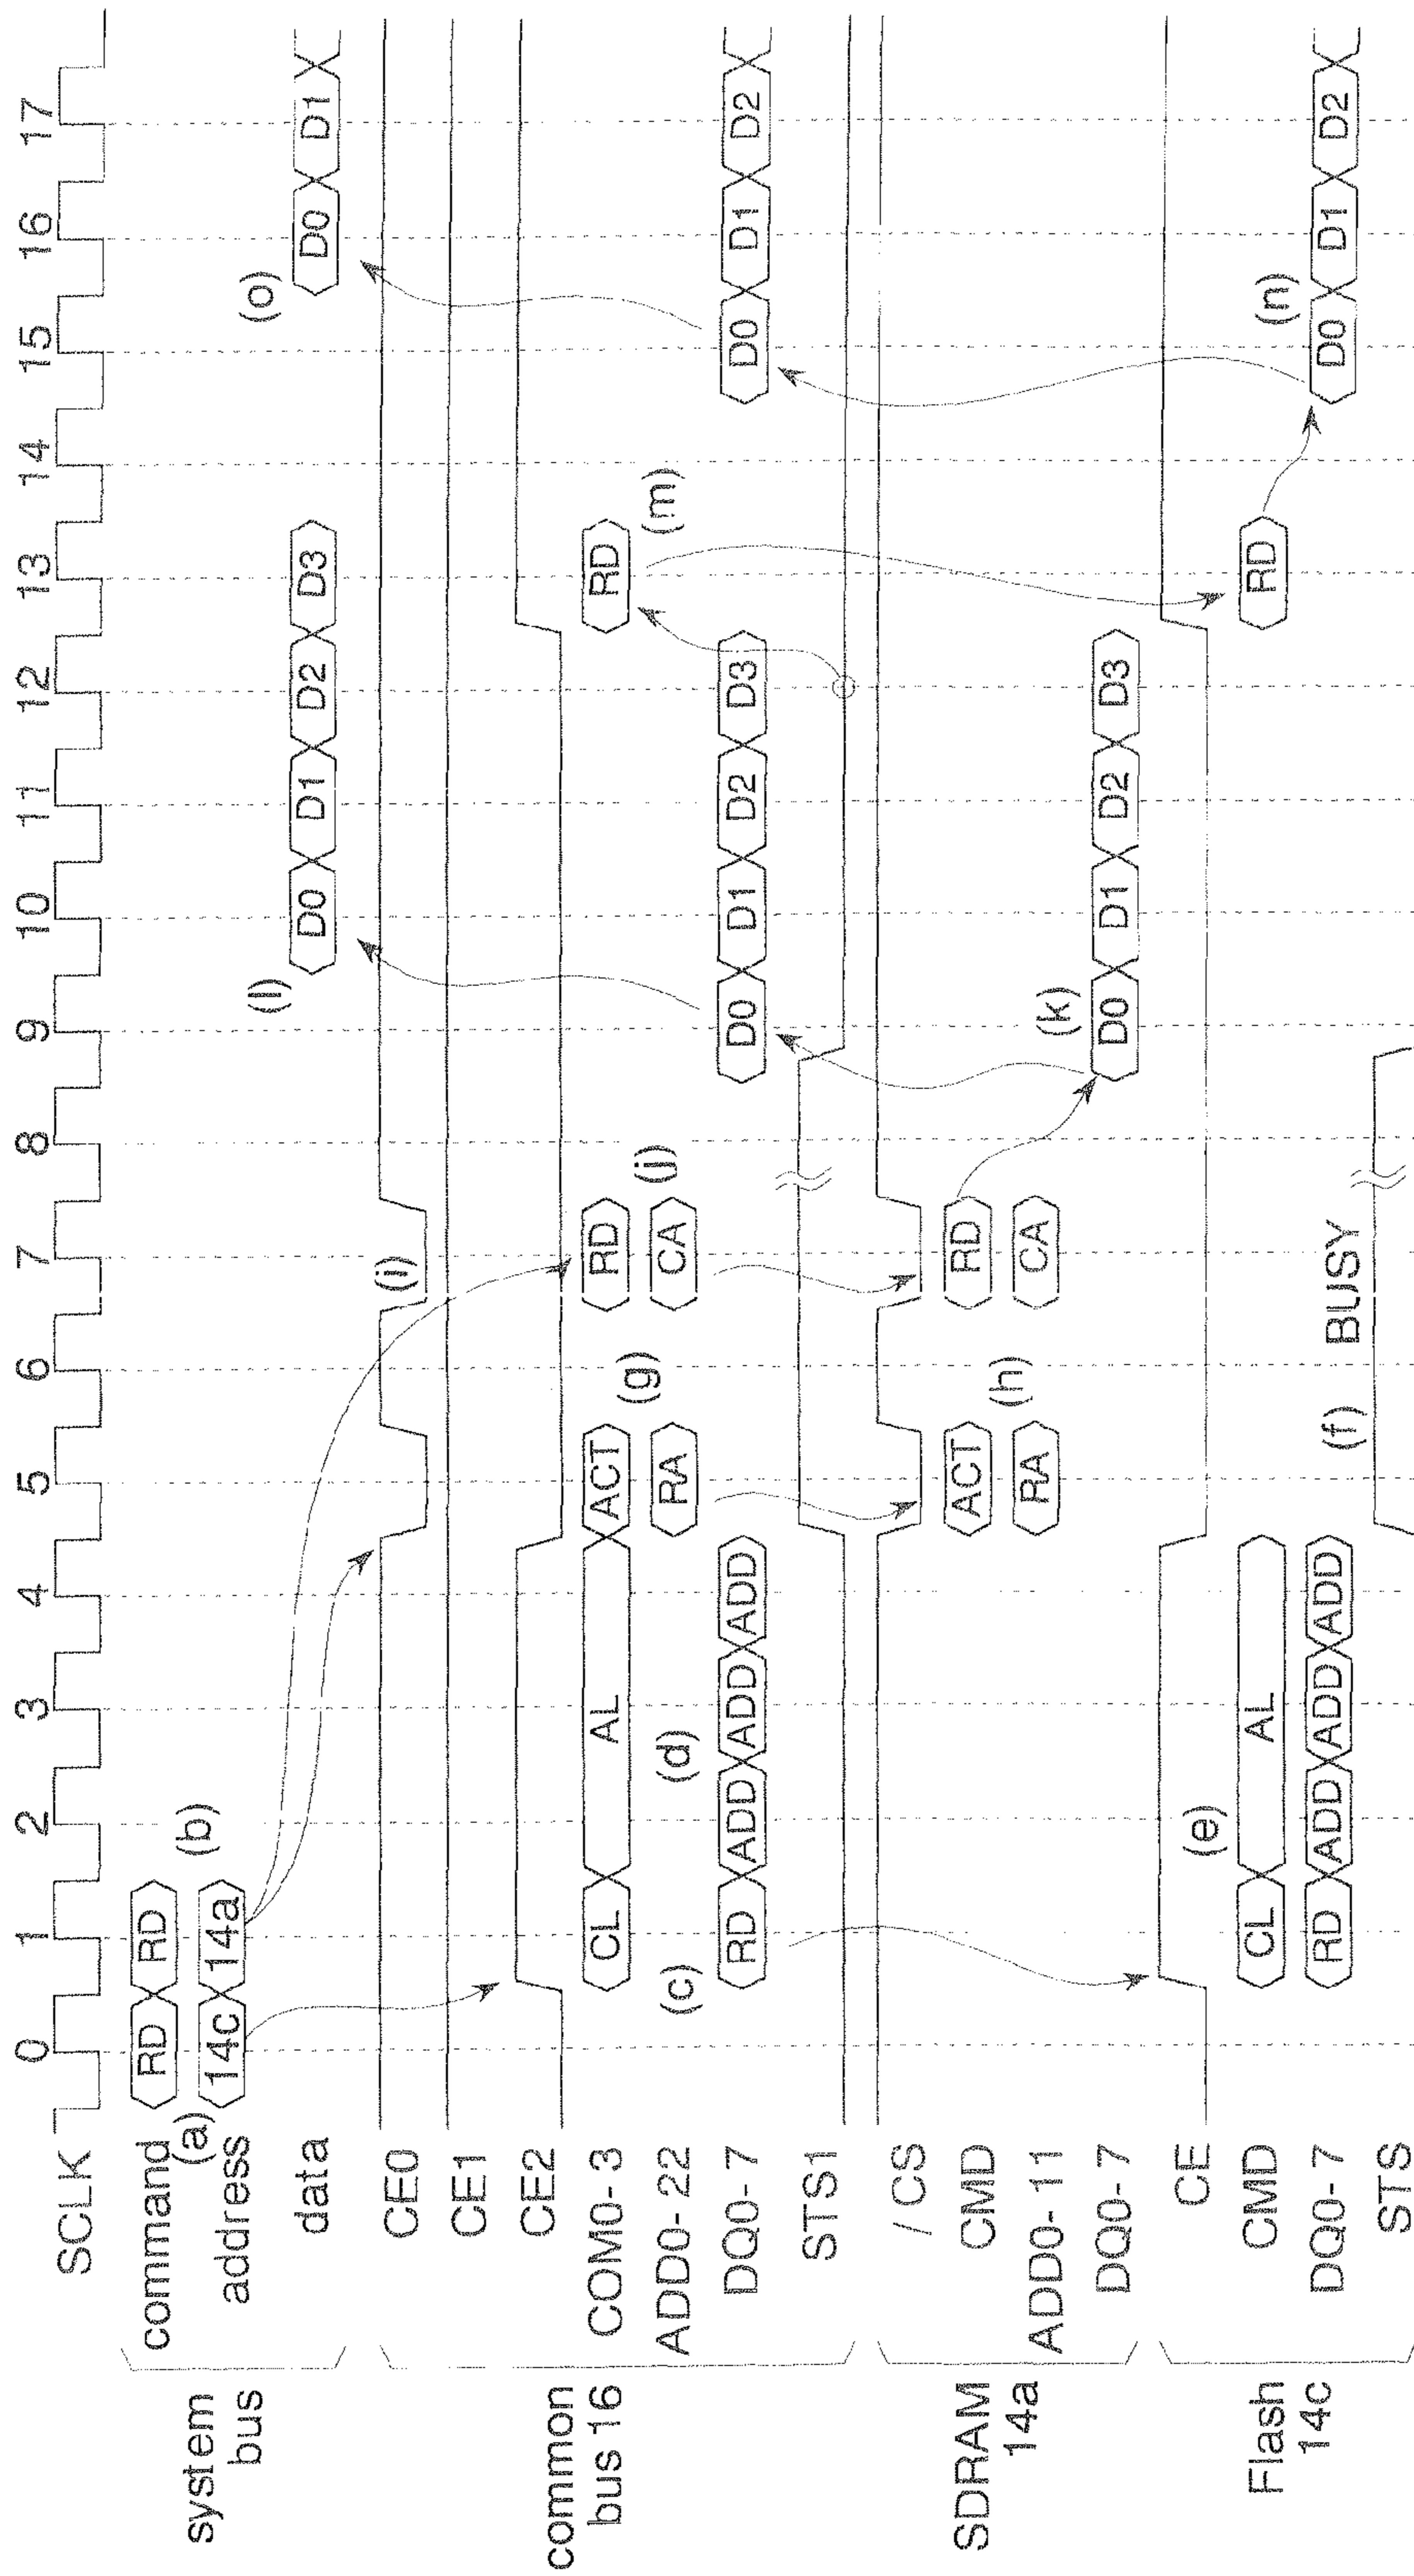 0 1 2 3 4 5 6 7 8 9 10 11 12 13 14 15 16 17
SCLK
system bus
command RD RD
(a) (b)
address 14c 14a
(l) (o)
data D0 D1 D2 D3 D0 D1
common bus 16
CE0 (i)
CE1
CE2
COM0-3 CL AL ACT RD RD
(g) (j) (m)
ADD0-22 RA CA
(c) (d)
DQ0-7 RD ADD ADD ADD D0 D1 D2 D3 D0 D1 D2
STS1
SDRAM 14a
/CS
CMD ACT RD
(h)
ADD0-11 RA CA
(k)
DQ0-7 D0 D1 D2 D3
Flash 14c
CE
(e)
CMD CL AL RD
(n)
DQ0-7 RD ADD ADD ADD D0 D1 D2
(f) BUSY
STS